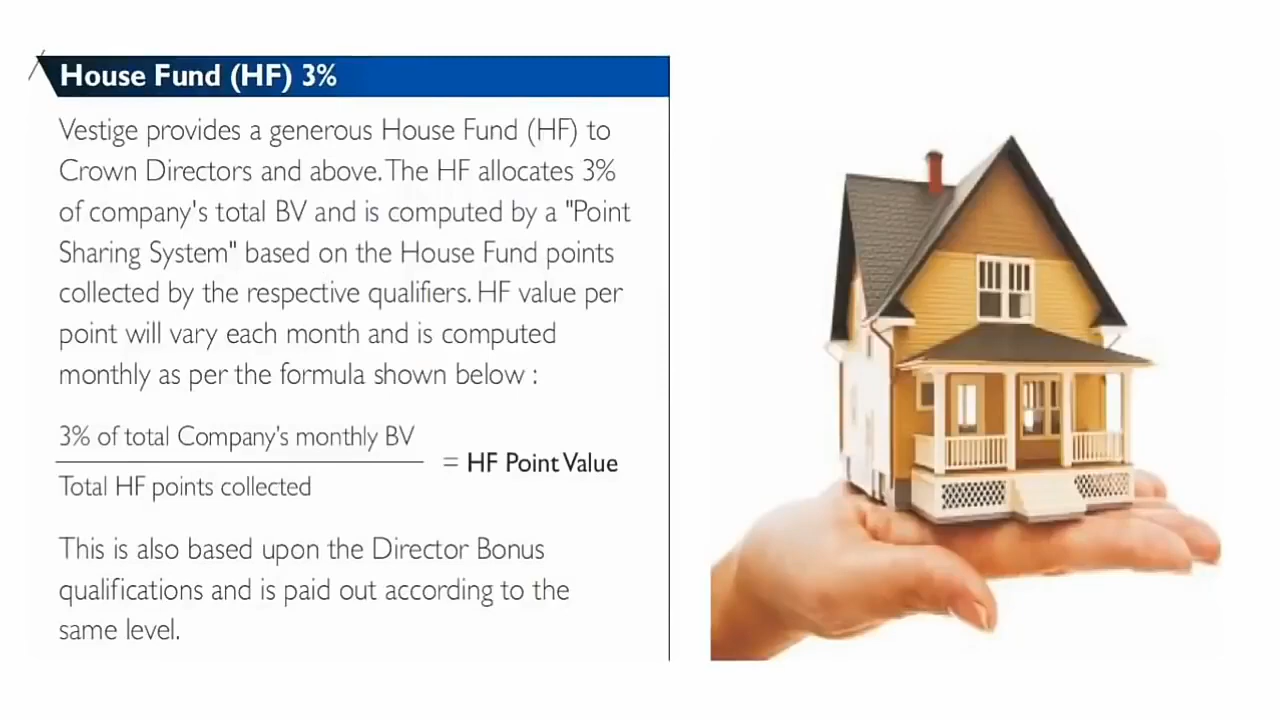 House Fund (HF) 3%
Vestige provides a generous House Fund (HF) to
Crown Directors and above. The HF allocates 3%
of company's total BV and is computed by a "Point
Sharing System" based on the House Fund points
collected by the respective qualifiers. HF value per
point will vary each month and is computed
monthly as per the formula shown below :
3% of total Company's monthly BV
= HF Point Value
Total HF points collected
This is also based upon the Director Bonus
qualifications and is paid out according to the
same level.